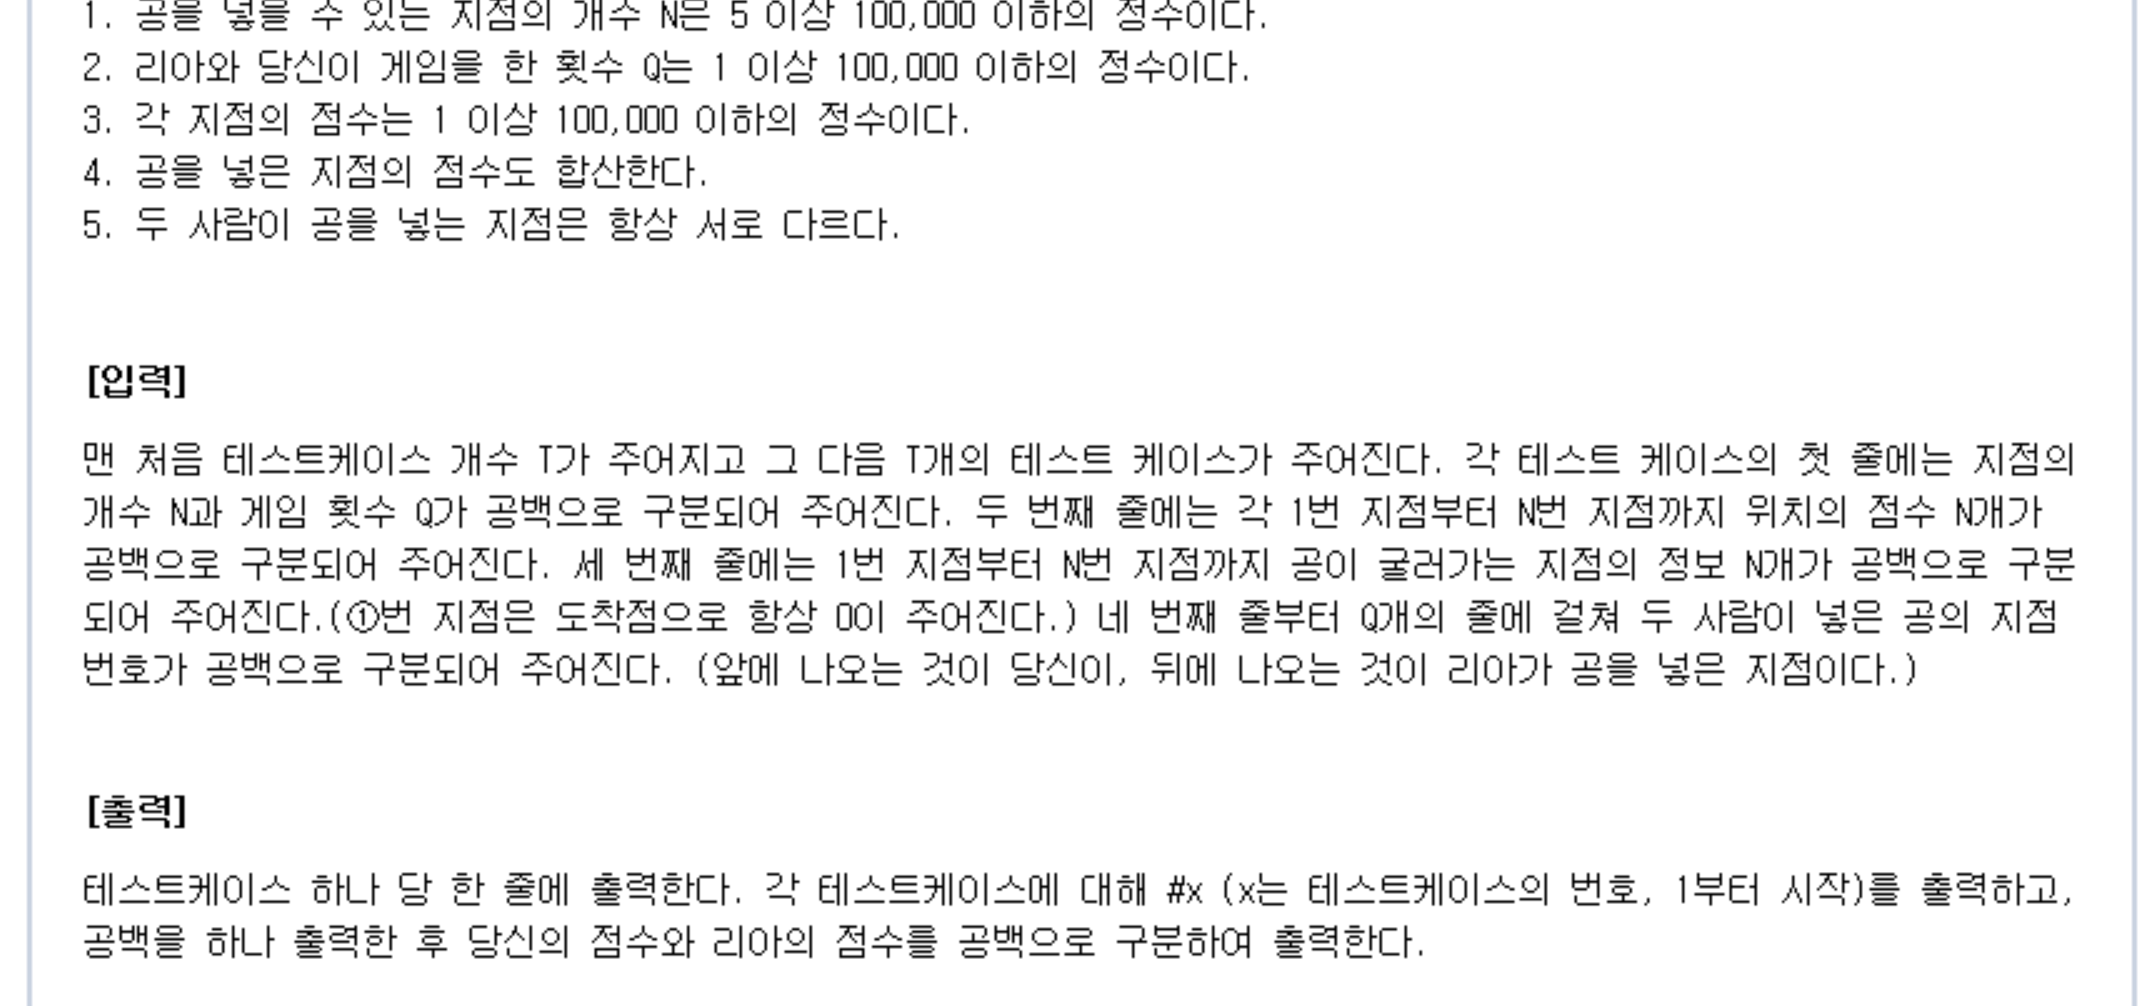 1. 공을 넣을 수 있는 지점의 개수 N은 5 이상 100,000 이하의 정수이다.
2. 리아와 당신이 게임을 한 횟수 Q는 1 이상 100,000 이하의 정수이다.
3. 각 지점의 점수는 1 이상 100,000 이하의 정수이다.
4. 공을 넣은 지점의 점수도 합산한다.
5. 두 사람이 공을 넣는 지점은 항상 서로 다르다.
[입력]
맨 처음 테스트케이스 개수 T가 주어지고 그 다음 T개의 테스트 케이스가 주어진다. 각 테스트 케이스의 첫 줄에는 지점의
개수 N과 게임 횟수 Q가 공백으로 구분되어 주어진다. 두 번째 줄에는 각 1번 지점부터 N번 지점까지 위치의 점수 N개가
공백으로 구분되어 주어진다. 세 번째 줄에는 1번 지점부터 N번 지점까지 공이 굴러가는 지점의 정보 N개가 공백으로 구분
되어 주어진다.(①번 지점은 도착점으로 항상 0이 주어진다.) 네 번째 줄부터 Q개의 줄에 걸쳐 두 사람이 넣은 공의 지점
번호가 공백으로 구분되어 주어진다. (앞에 나오는 것이 당신이, 뒤에 나오는 것이 리아가 공을 넣은 지점이다.)
[출력]
테스트케이스 하나 당 한 줄에 출력한다. 각 테스트케이스에 대해 #x (x는 테스트케이스의 번호, 1부터 시작)를 출력하고,
공백을 하나 출력한 후 당신의 점수와 리아의 점수를 공백으로 구분하여 출력한다.